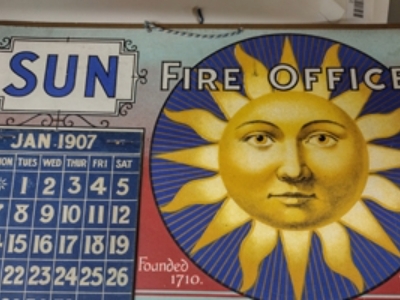 SUN FIRE OFFICE
JAN 1907
MON TUES WED THUR FRI SAT
1 2 3 4 5
7 8 9 10 11 12
15 16 17 18 19
22 23 24 25 26
Founded
1710.